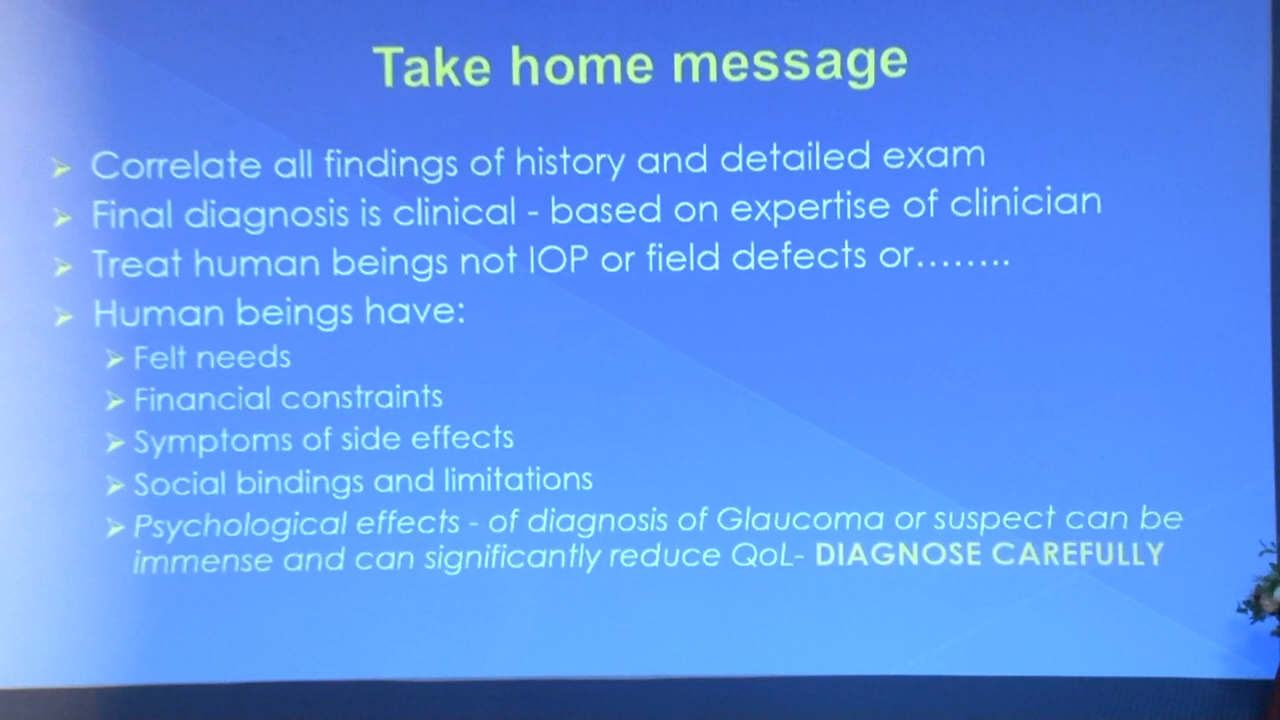 Take home message
➢ Correlate all findings of history and detailed exam
➢ Final diagnosis is clinical - based on expertise of clinician
➢ Treat human beings not IOP or field defects or……..
➢ Human beings have:
➢ Felt needs
➢ Financial constraints
➢ Symptoms of side effects
➢ Social bindings and limitations
➢ Psychological effects - of diagnosis of Glaucoma or suspect can be
immense and can significantly reduce QoL- DIAGNOSE CAREFULLY